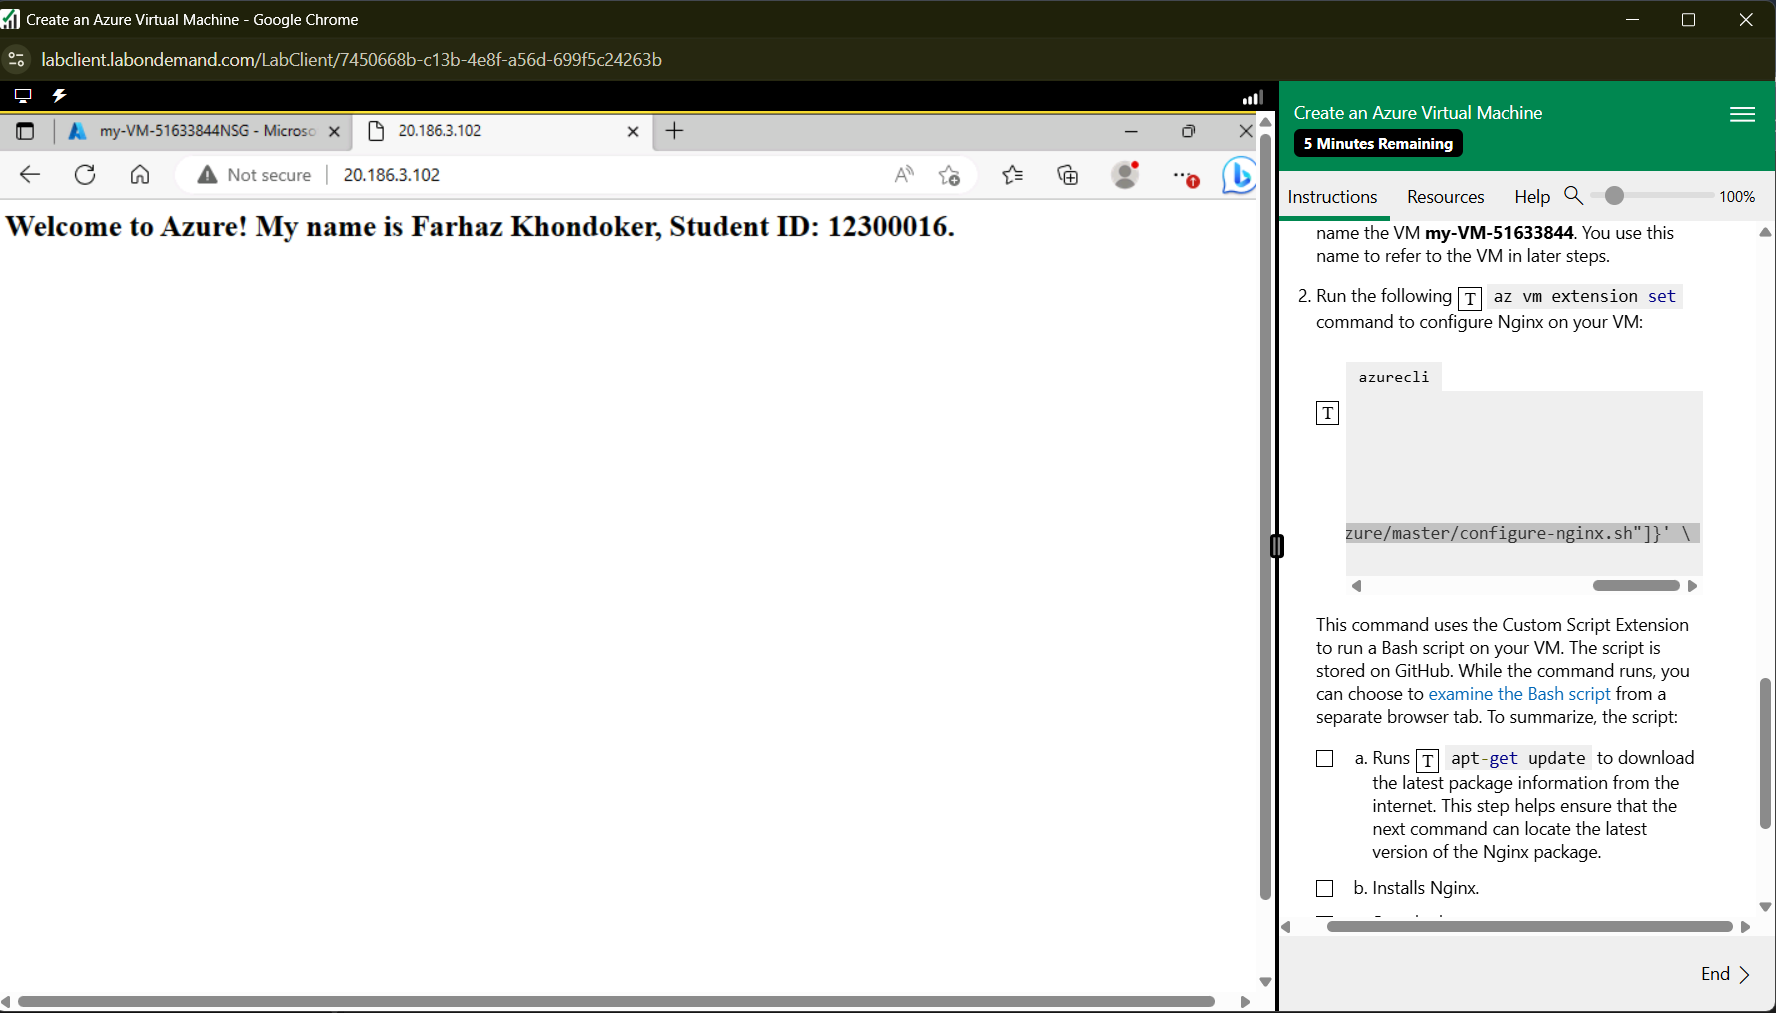 Create an Azure Virtual Machine - Google Chrome
labclient.labondemand.com/LabClient/7450668b-c13b-4e8f-a56d-699f5c24263b
my-VM-51633844NSG - Microso
20.186.3.102
Not secure
20.186.3.102
Welcome to Azure! My name is Farhaz Khondoker, Student ID: 12300016.
Create an Azure Virtual Machine
5 Minutes Remaining
Instructions
Resources
Help
100%
name the VM my-VM-51633844. You use this
name to refer to the VM in later steps.
2. Run the following T az vm extension set
command to configure Nginx on your VM:
azurecli
T
zure/master/configure-nginx.sh"]}' \
This command uses the Custom Script Extension
to run a Bash script on your VM. The script is
stored on GitHub. While the command runs, you
can choose to examine the Bash script from a
separate browser tab. To summarize, the script:
a. Runs T apt-get update to download
the latest package information from the
internet. This step helps ensure that the
next command can locate the latest
version of the Nginx package.
b. Installs Nginx.
End